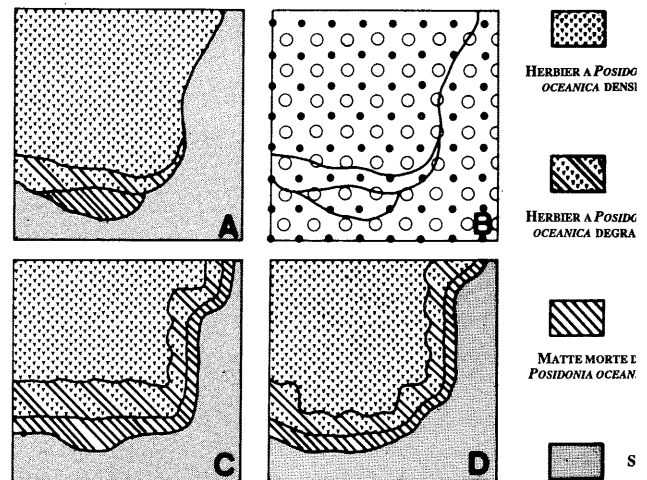 A
B
C
D
HERBIER A POSIDO
OCEANICA DENSI
HERBIER A POSIDO
OCEANICA DEGRA
MATTE MORTE D
POSIDONIA OCEAN.
S